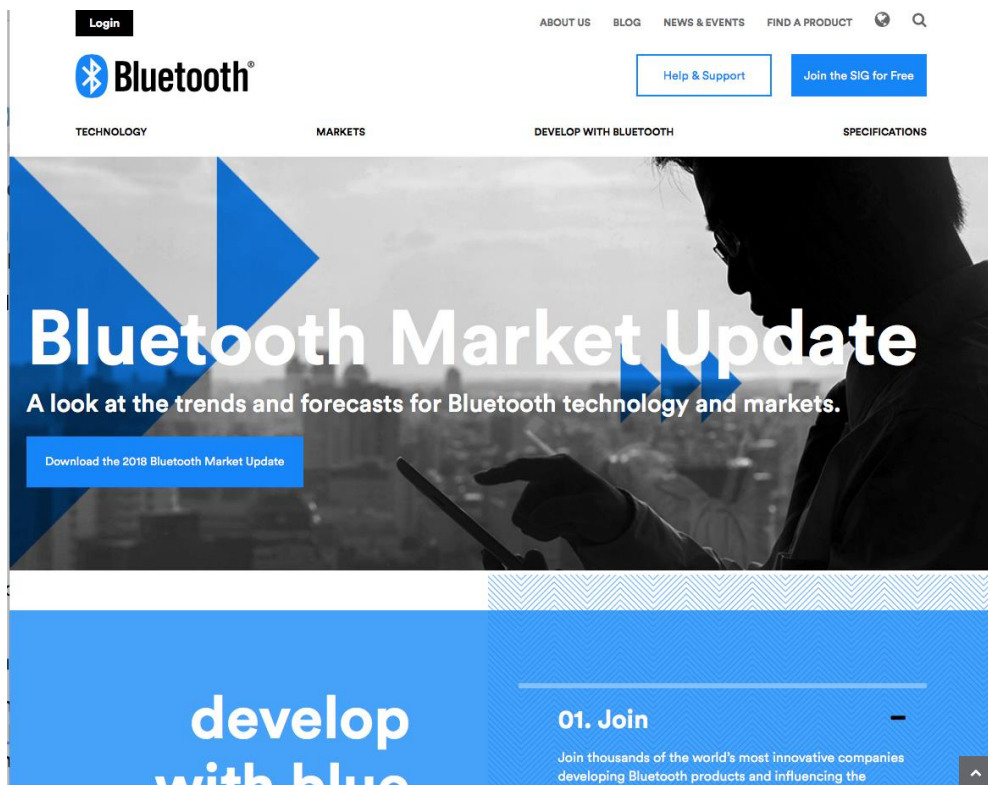 Login
ABOUT US BLOG NEWS & EVENTS FIND A PRODUCT
Bluetooth®
Help & Support
Join the SIG for Free
TECHNOLOGY MARKETS DEVELOP WITH BLUETOOTH SPECIFICATIONS
Bluetooth Market Update
A look at the trends and forecasts for Bluetooth technology and markets.
Download the 2018 Bluetooth Market Update
develop
with blue
01. Join
Join thousands of the world's most innovative companies
developing Bluetooth products and influencing the